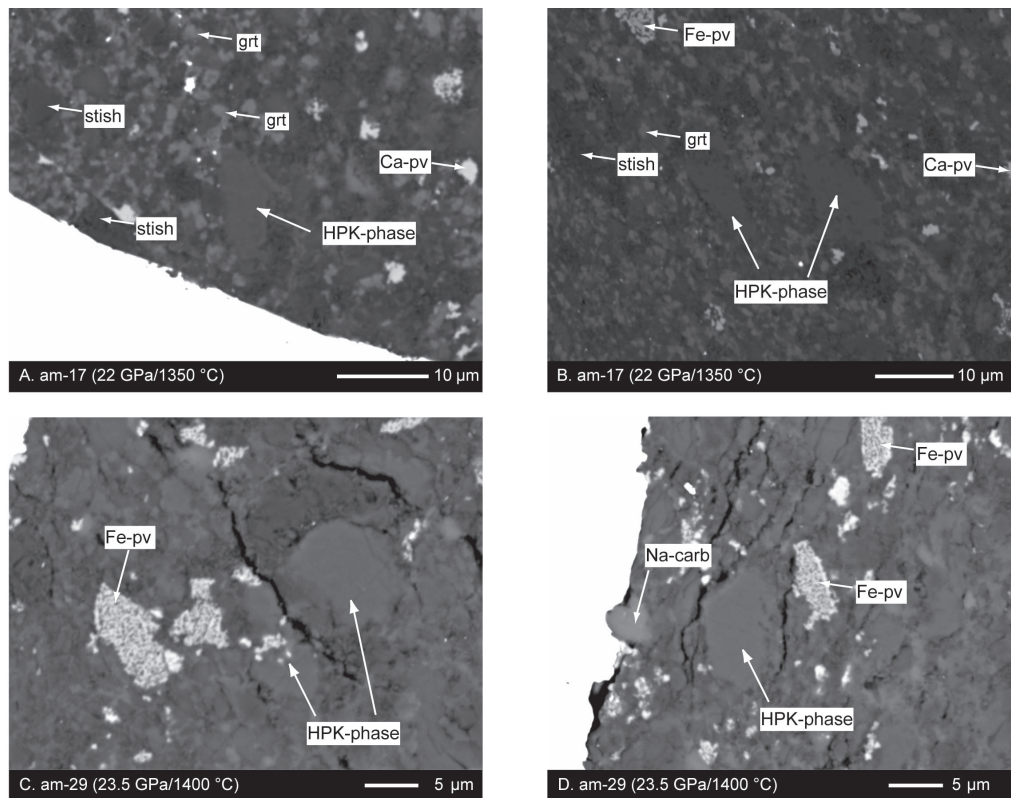 grt
stish
grt
Ca-pv
stish
HPK-phase
A. am-17 (22 GPa/1350 °C) 10 µm
Fe-pv
grt
stish
Ca-pv
HPK-phase
B. am-17 (22 GPa/1350 °C) 10 µm
Fe-pv
HPK-phase
C. am-29 (23.5 GPa/1400 °C) 5 µm
Fe-pv
Na-carb
Fe-pv
HPK-phase
D. am-29 (23.5 GPa/1400 °C) 5 µm